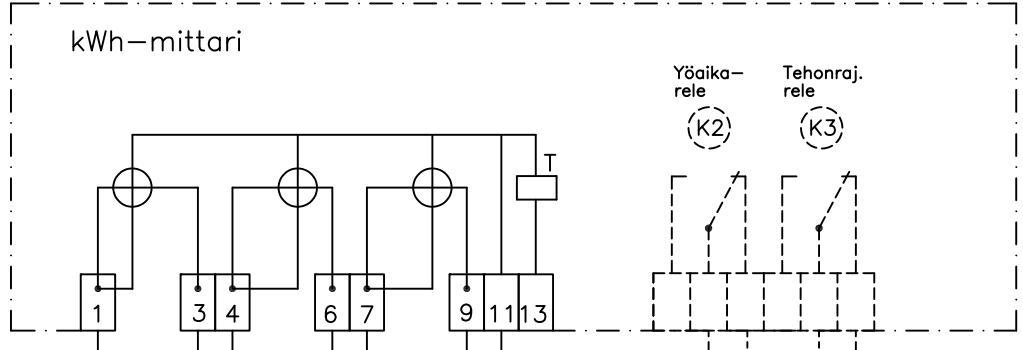 kWh-mittari
Yöaika-
rele
Tehonraj.
rele
K2
K3
T
1
3
4
6
7
9
11
13